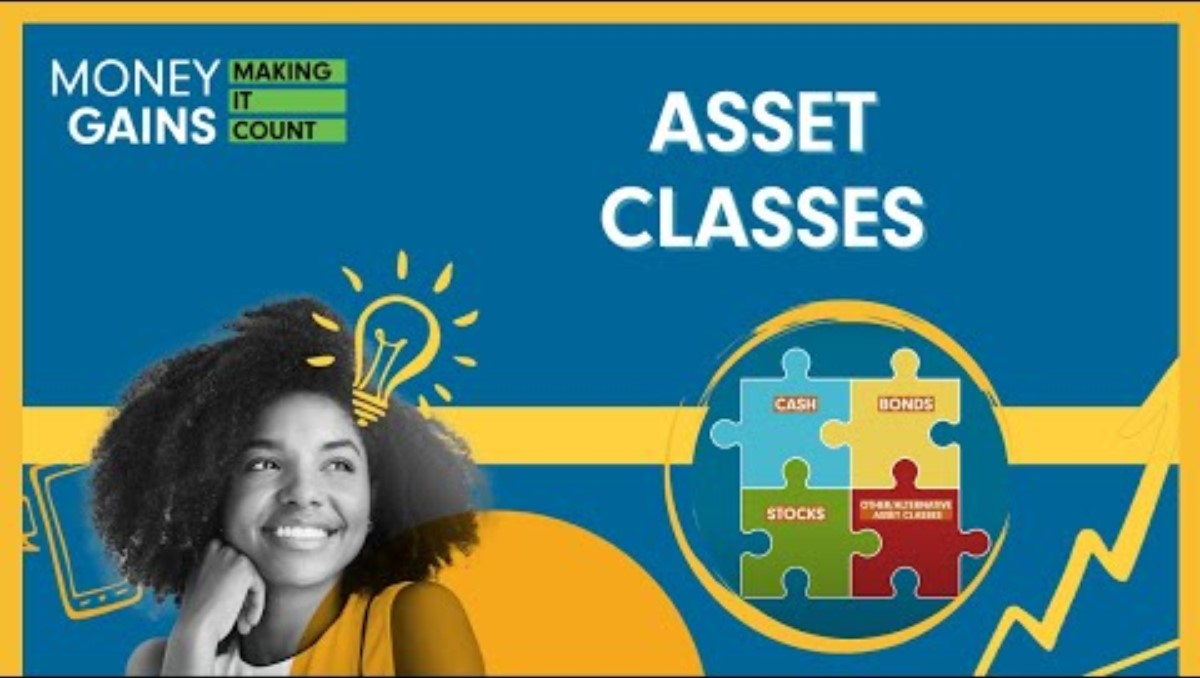 MONEY
GAINS
MAKING
IT
COUNT
ASSET
CLASSES
CASH
BONDS
STOCKS
OTHER/ALTERNATIVE
ASSET CLASSES